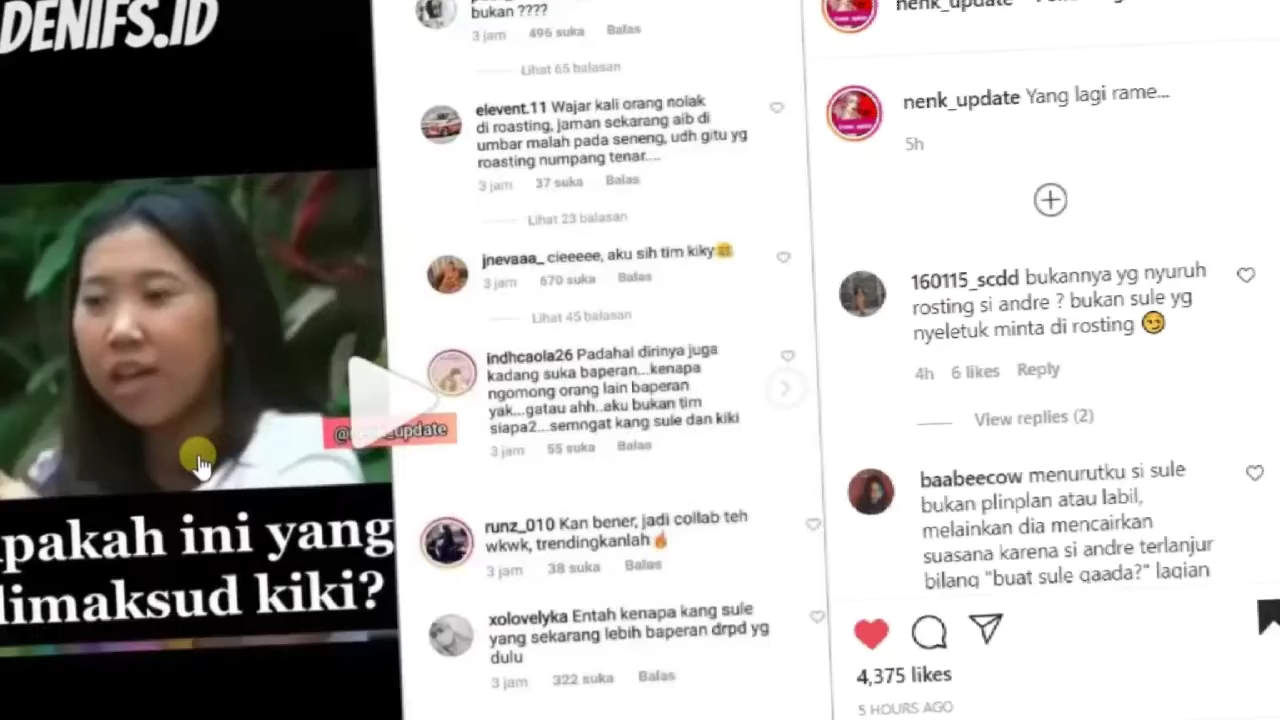 DENIFS.ID
@nenk_update
apakah ini yang
dimaksud kiki?
bukan ????
3 jam 496 suka Balas
Lihat 65 balasan
elevent.11 Wajar kali orang nolak
di roasting, jaman sekarang aib di
umbar malah pada seneng, udh gitu yg
roasting numpang tenar....
3 jam 37 suka Balas
Lihat 23 balasan
jnevaaa_ cieeeee, aku sih tim kiky
3 jam 670 suka Balas
Lihat 45 balasan
indhcaola26 Padahal dirinya juga
kadang suka baperan...kenapa
ngomong orang lain baperan
yak...gatau ahh..aku bukan tim
siapa2...semngat kang sule dan kiki
3 jam 55 suka Balas
runz_010 Kan bener, jadi collab teh
wkwk, trendingkanlah🔥
3 jam 38 suka Balas
xolovelyka Entah kenapa kang sule
yang sekarang lebih baperan drpd yg
dulu
3 jam 322 suka Balas
nenk_update
nenk_update Yang lagi rame...
5h
160115_scdd bukannya yg nyuruh
rosting si andre ? bukan sule yg
nyeletuk minta di rosting 😏
4h 6 likes Reply
View replies (2)
baabeecow menurutku si sule
bukan plinplan atau labil,
melainkan dia mencairkan
suasana karena si andre terlanjur
bilang "buat sule gaada?" lagian
4,375 likes
5 HOURS AGO